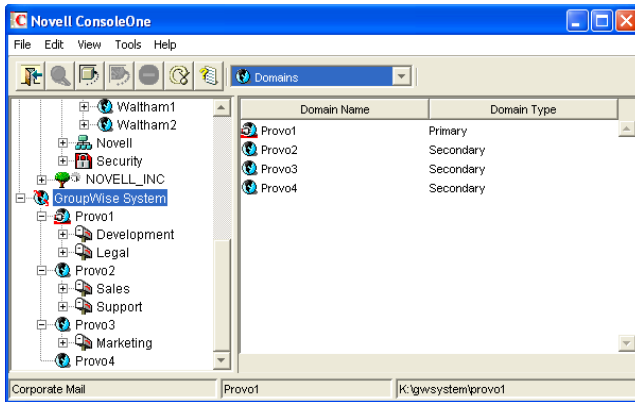 Novell ConsoleOne
File Edit View Tools Help
Domains
Waltham1
Waltham2
Novell
Security
NOVELL_INC
GroupWise System
Provo1
Development
Legal
Provo2
Sales
Support
Provo3
Marketing
Provo4
Domain Name Domain Type
Provo1 Primary
Provo2 Secondary
Provo3 Secondary
Provo4 Secondary
Corporate Mail Provo1 K:\gwsystem\provo1